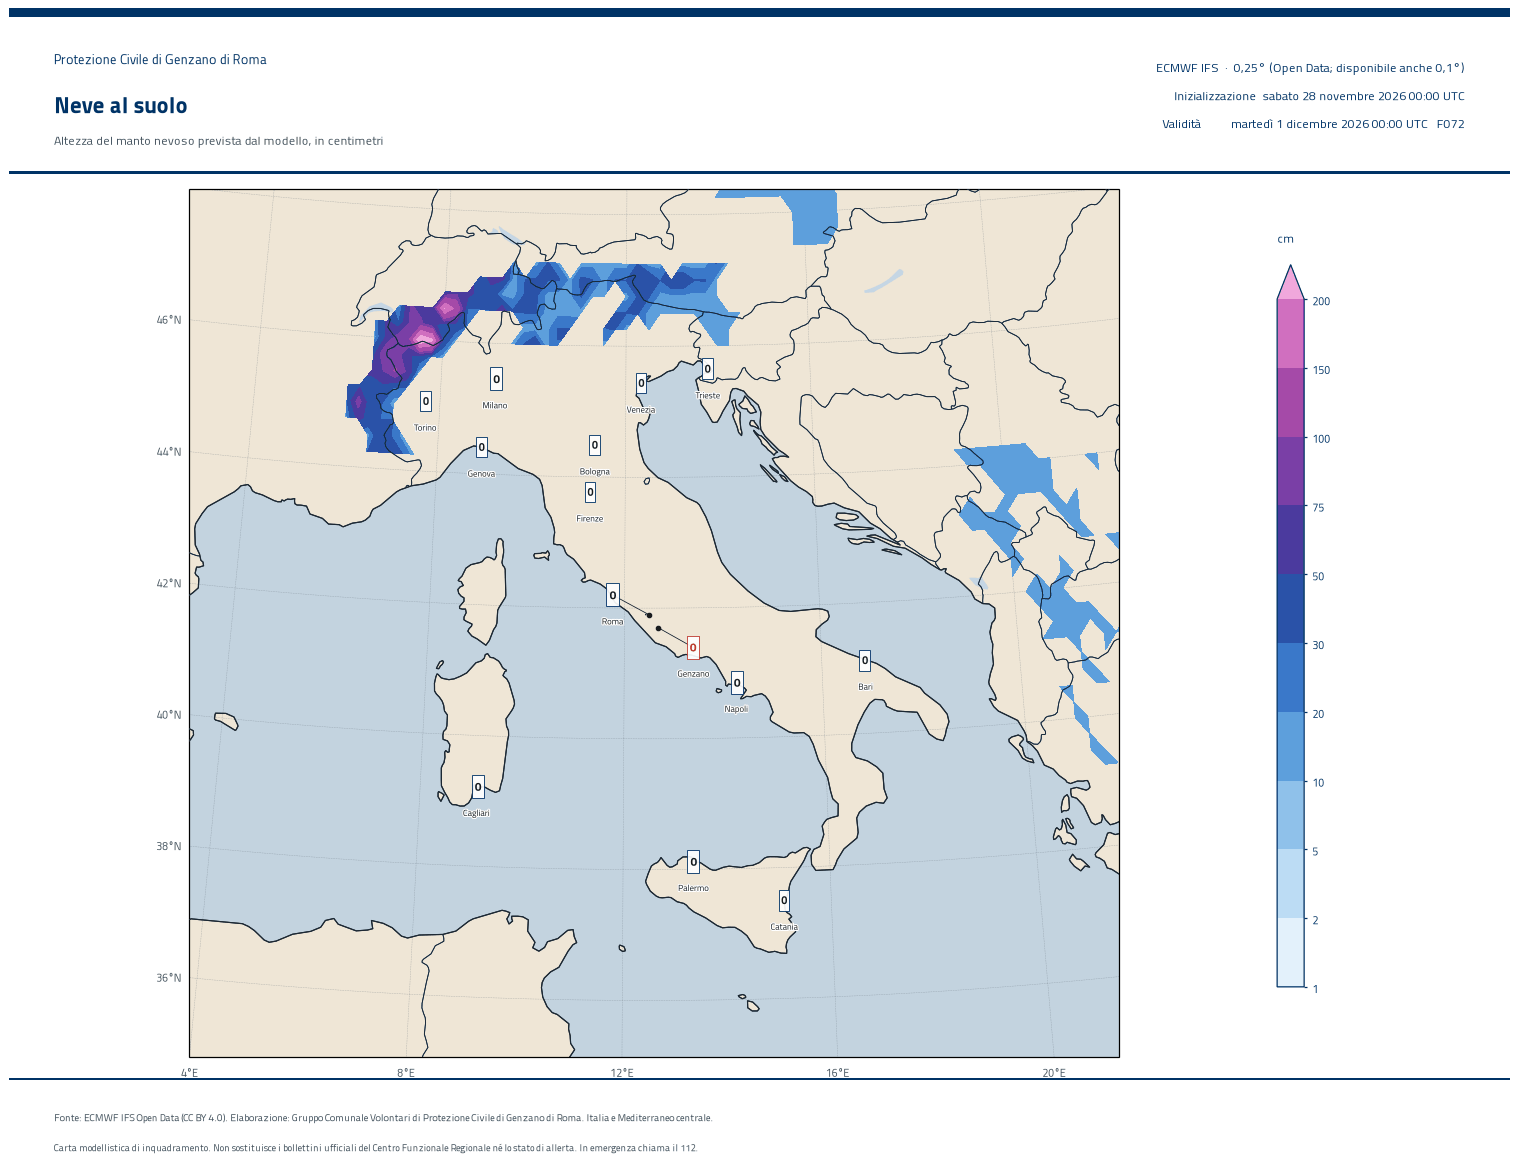 Protezione Civile di Genzano di Roma
Neve al suolo
Altezza del manto nevoso prevista dal modello, in centimetri
ECMWF IFS · 0,25° (Open Data; disponibile anche 0,1°)
Inizializzazione sabato 28 novembre 2026 00:00 UTC
Validità martedì 1 dicembre 2026 00:00 UTC F072
cm
200
150
100
75
50
30
20
10
5
2
1
46°N
44°N
42°N
40°N
38°N
36°N
4°E
8°E
12°E
16°E
20°E
0
Trieste
0
Milano
0
Venezia
0
Torino
0
Genova
0
Bologna
0
Firenze
0
Roma
0
Genzano
0
Bari
0
Napoli
0
Cagliari
0
Palermo
0
Catania
Fonte: ECMWF IFS Open Data (CC BY 4.0). Elaborazione: Gruppo Comunale Volontari di Protezione Civile di Genzano di Roma. Italia e Mediterraneo centrale.
Carta modellistica di inquadramento. Non sostituisce i bollettini ufficiali del Centro Funzionale Regionale né lo stato di allerta. In emergenza chiama il 112.